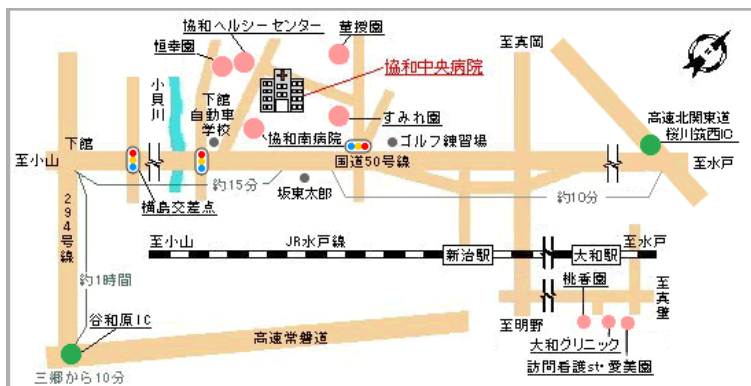 協和ヘルシーセンター
華授園
恒幸園
至真岡
協和中央病院
小貝川
下館
自動車
学校
すみれ園
高速北関東道
桜川筑西IC
協和南病院
ゴルフ練習場
下館
至小山
国道50号線
至水戸
約15分
坂東太郎
約10分
横島交差点
294号線
至小山
JR水戸線
新治駅
大和駅
至水戸
約1時間
桃香園
至真壁
谷和原IC
高速常磐道
至明野
大和クリニック
訪問看護st・愛美園
三郷から10分